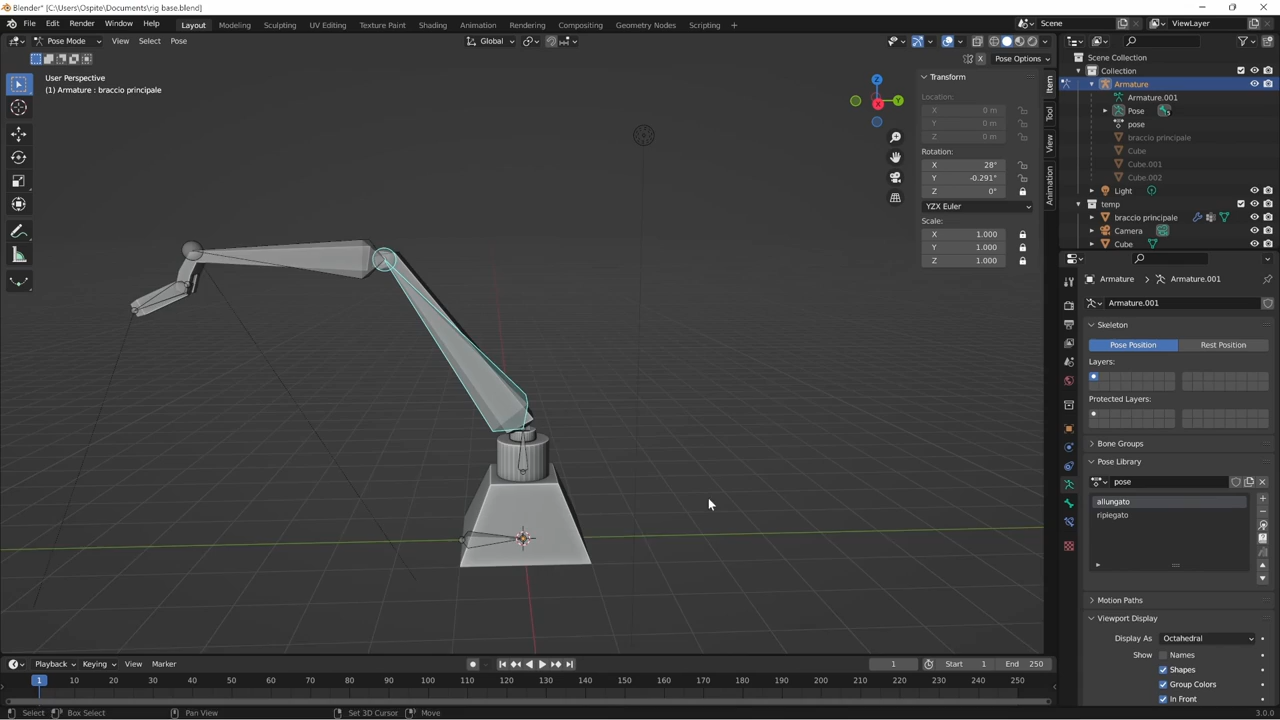 Blender* [C:\Users\Ospite\Documents\rig base.blend]
File Edit Render Window Help Layout Modeling Sculpting UV Editing Texture Paint Shading Animation Rendering Compositing Geometry Nodes Scripting + Scene ViewLayer
Pose Mode View Select Pose Global
X Pose Options
User Perspective
(1) Armature : braccio principale
Transform
Location:
X 0 m
Y 0 m
Z 0 m
Rotation:
X 28°
Y -0.291°
Z 0°
YZX Euler
Scale:
X 1.000
Y 1.000
Z 1.000
Item
Tool
View
Animation
X
Y
Scene Collection
Collection
Armature
Armature.001
Pose 5
pose
braccio principale
Cube
Cube.001
Cube.002
Light
temp
braccio principale
Camera
Cube
Armature > Armature.001
Armature.001
Skeleton
Pose Position Rest Position
Layers:
Protected Layers:
Bone Groups
Pose Library
pose
allungato
ripiegato
Motion Paths
Viewport Display
Display As Octahedral
Show Names
Shapes
Group Colors
In Front
Playback Keying View Marker 1 Start 1 End 250
1 10 20 30 40 50 60 70 80 90 100 110 120 130 140 150 160 170 180 190 200 210 220 230 240 250
Select Box Select Pan View Set 3D Cursor Move 3.0.0